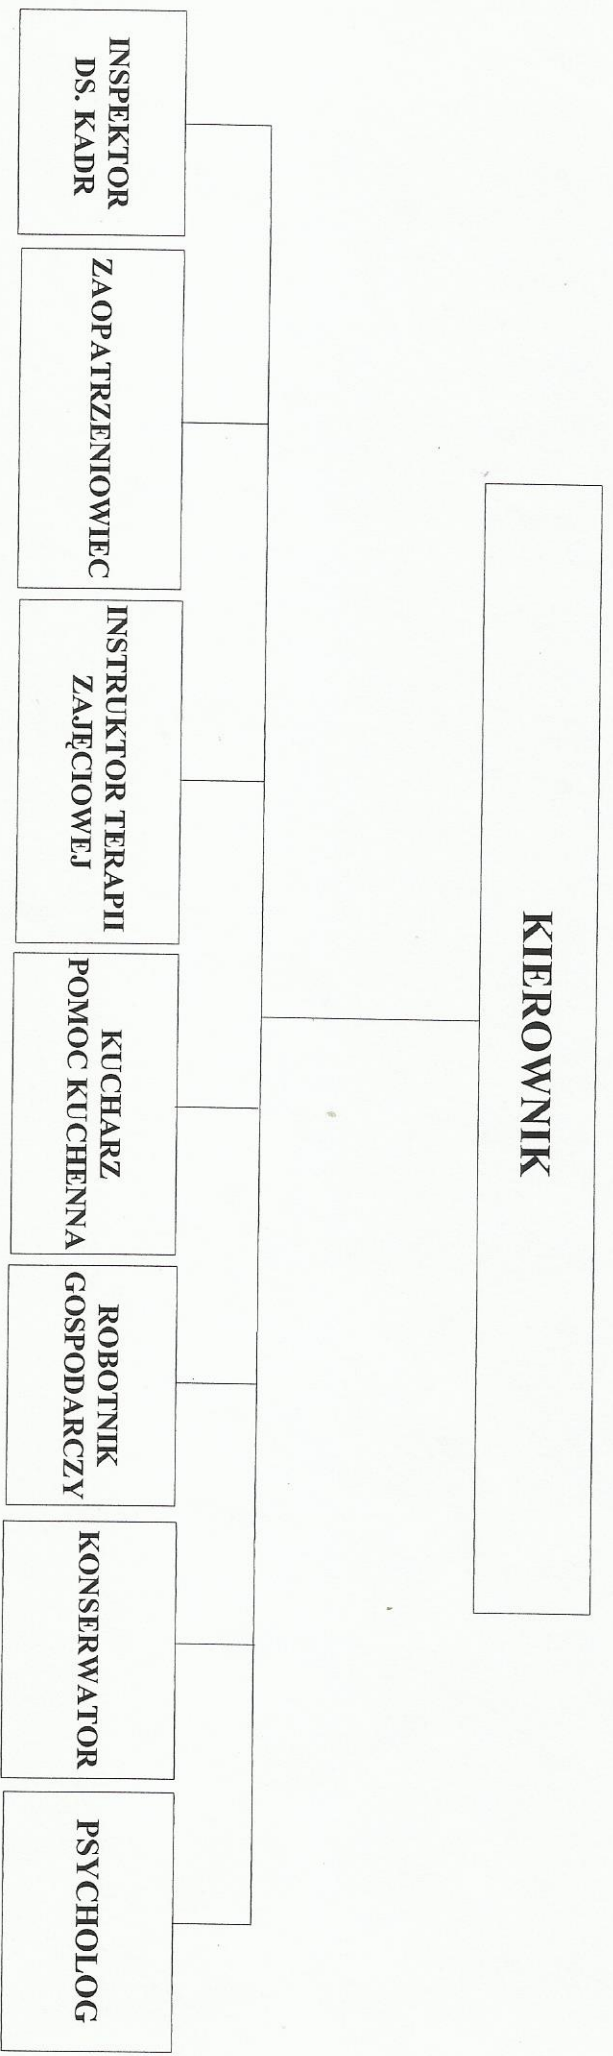 KIEROWNIK
INSPEKTOR
DS. KADR
ZAOPATRZENIOWIEC
INSTRUKTOR TERAPII
ZAJĘCIOWEJ
KUCHARZ
POMOC KUCHENNA
ROBOTNIK
GOSPODARCZY
KONSERWATOR
PSYCHOLOG